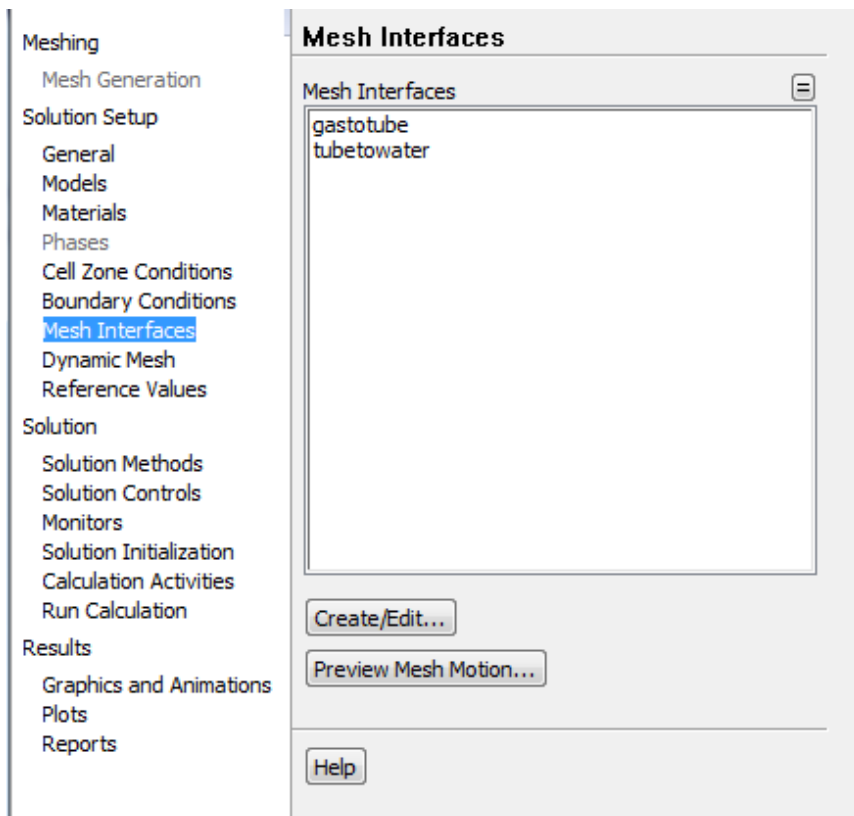 Meshing
Mesh Generation
Solution Setup
General
Models
Materials
Phases
Cell Zone Conditions
Boundary Conditions
Mesh Interfaces
Dynamic Mesh
Reference Values
Solution
Solution Methods
Solution Controls
Monitors
Solution Initialization
Calculation Activities
Run Calculation
Results
Graphics and Animations
Plots
Reports
Mesh Interfaces
Mesh Interfaces
=
gastotube
tubetowater
Create/Edit...
Preview Mesh Motion...
Help